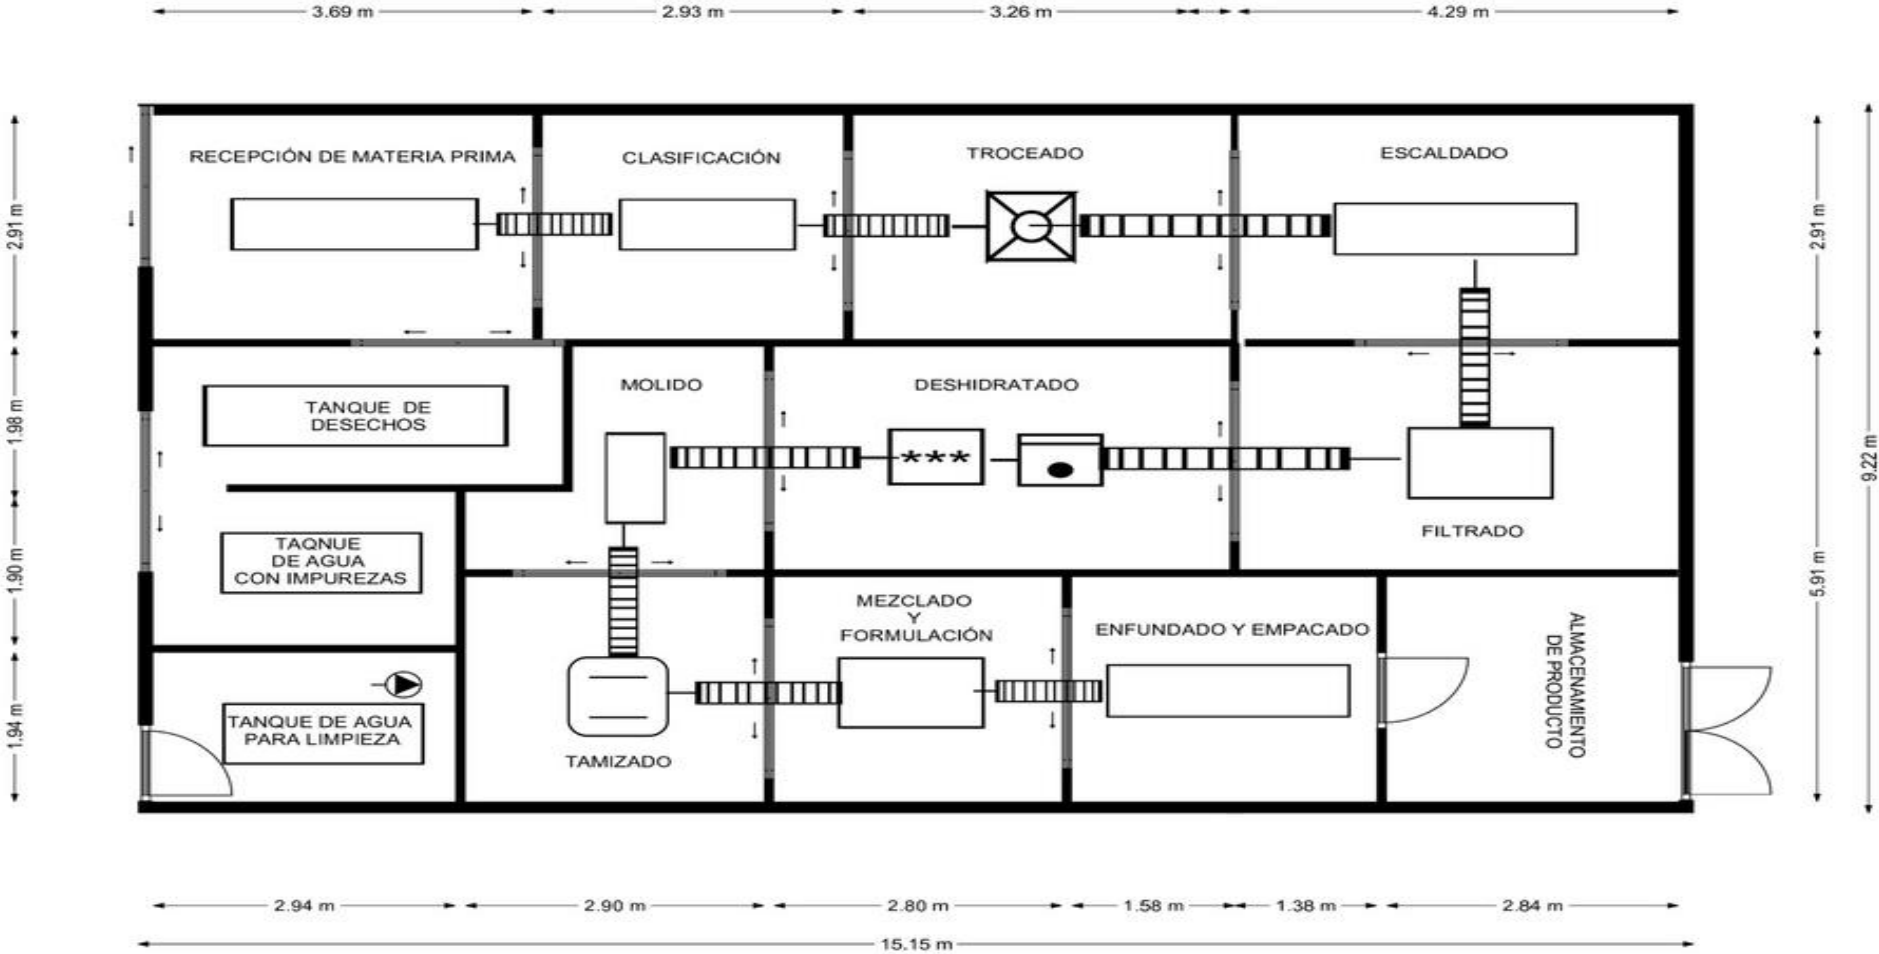 3.69 m
2.93 m
3.26 m
4.29 m
RECEPCIÓN DE MATERIA PRIMA
CLASIFICACIÓN
TROCEADO
ESCALDADO
2.91 m
2.91 m
MOLIDO
DESHIDRATADO
TANQUE DE
DESECHOS
1.98 m
***
9.22 m
FILTRADO
TAQNUE
DE AGUA
CON IMPUREZAS
1.90 m
5.91 m
MEZCLADO
Y
FORMULACIÓN
ENFUNDADO Y EMPACADO
ALMACENAMIENTO
DE PRODUCTO
TANQUE DE AGUA
PARA LIMPIEZA
1.94 m
TAMIZADO
2.94 m
2.90 m
2.80 m
1.58 m
1.38 m
2.84 m
15.15 m